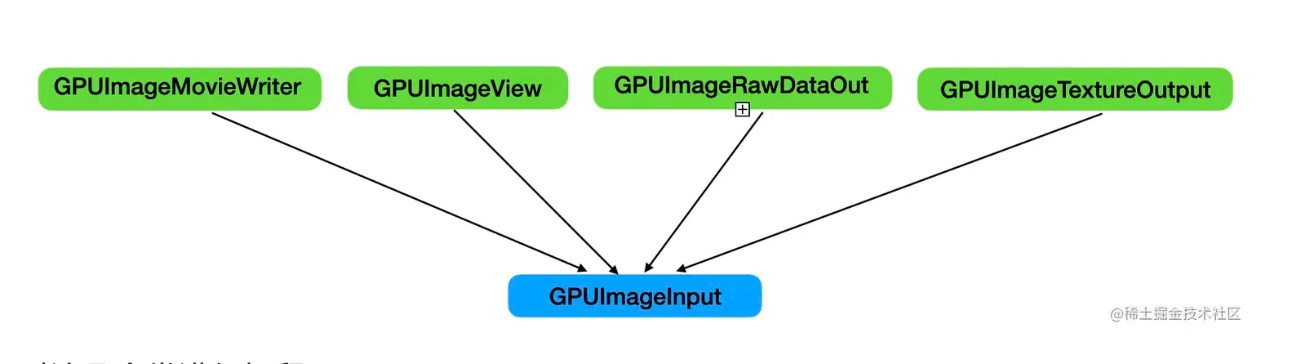 GPUImageMovieWriter
GPUImageView
GPUImageRawDataOut
GPUImageTextureOutput
GPUImageInput
@稀土掘金技术社区